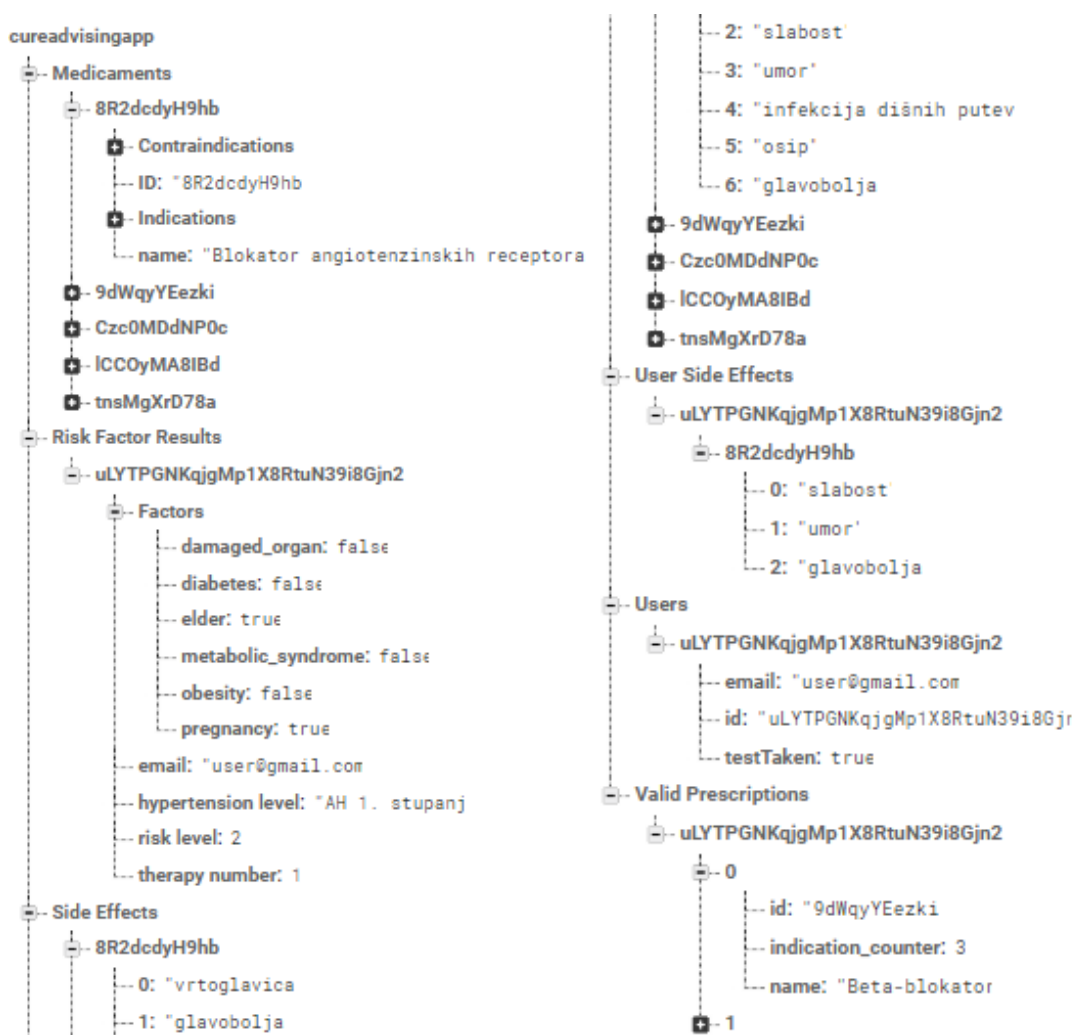 cureadvisingapp
Medicaments
8R2dcdyH9hb
Contraindications
ID: "8R2dcdyH9hb
Indications
name: "Blokator angiotenzinskih receptora
9dWqyYEezki
Czc0MDdNP0c
lCCOyMA8IBd
tnsMgXrD78a
Risk Factor Results
uLYTPGNKqjgMp1X8RtuN39i8Gjn2
Factors
damaged_organ: false
diabetes: false
elder: true
metabolic_syndrome: false
obesity: false
pregnancy: true
email: "user@gmail.com
hypertension level: "AH 1. stupanj
risk level: 2
therapy number: 1
Side Effects
8R2dcdyH9hb
0: "vrtoglavica
1: "glavobolja
2: "slabost'
3: "umor'
4: "infekcija dišnih putev
5: "osip'
6: "glavobolja
9dWqyYEezki
Czc0MDdNP0c
lCCOyMA8IBd
tnsMgXrD78a
User Side Effects
uLYTPGNKqjgMp1X8RtuN39i8Gjn2
8R2dcdyH9hb
0: "slabost'
1: "umor'
2: "glavobolja
Users
uLYTPGNKqjgMp1X8RtuN39i8Gjn2
email: "user@gmail.com
id: "uLYTPGNKqjgMp1X8RtuN39i8Gjn
testTaken: true
Valid Prescriptions
uLYTPGNKqjgMp1X8RtuN39i8Gjn2
0
id: "9dWqyYEezki
indication_counter: 3
name: "Beta-blokator
1